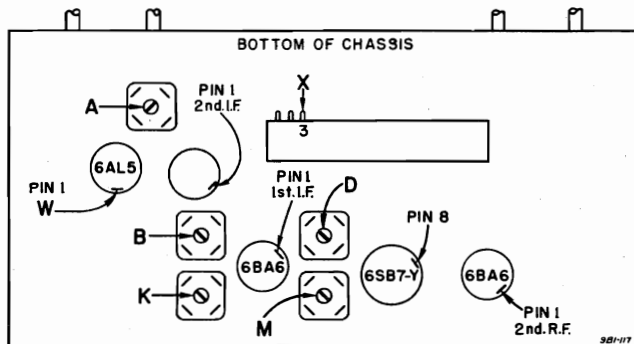 BOTTOM OF CHASSIS
X
PIN 1
2nd. I.F.
A
3
6AL5
PIN 1
W
PIN 1
1st. I.F.
D
B
PIN 8
6BA6
6SB7-Y
6BA6
K
M
PIN 1
2nd. R.F.
981-117